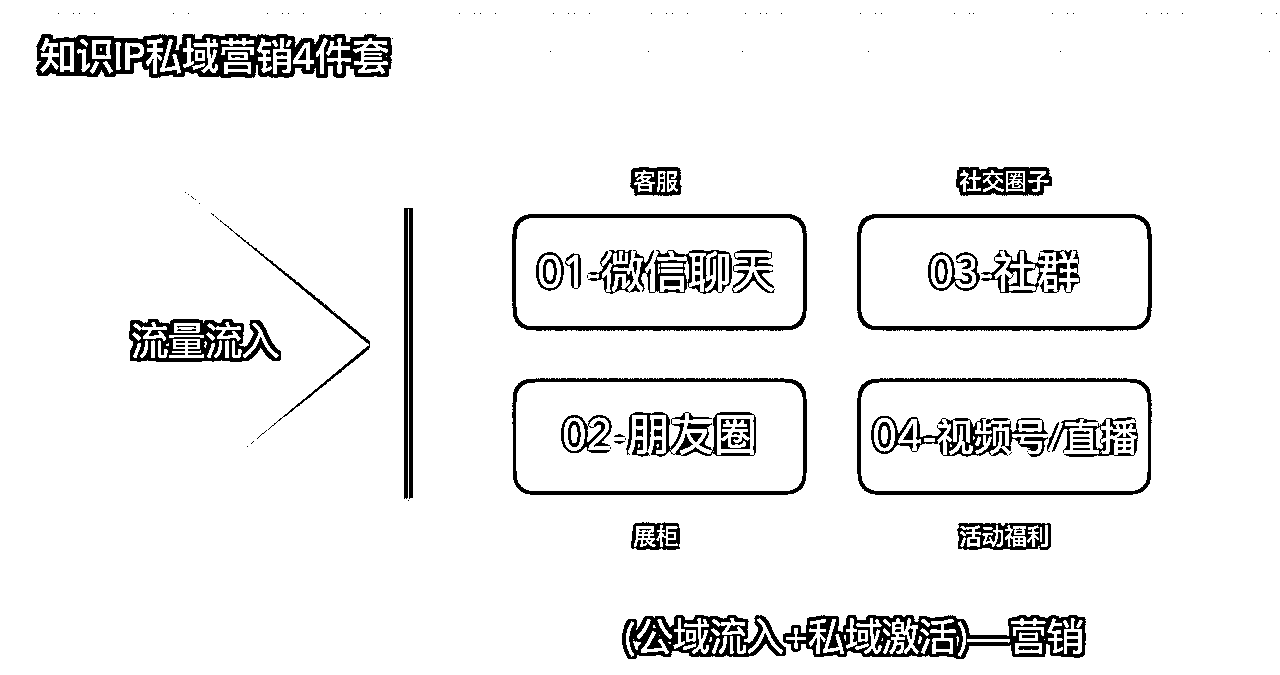 知识IP私域营销4件套
客服
社交圈子
01-微信聊天
03-社群
流量流入
02-朋友圈
04-视频号/直播
展柜
活动福利
(公域流入+私域激活)—营销